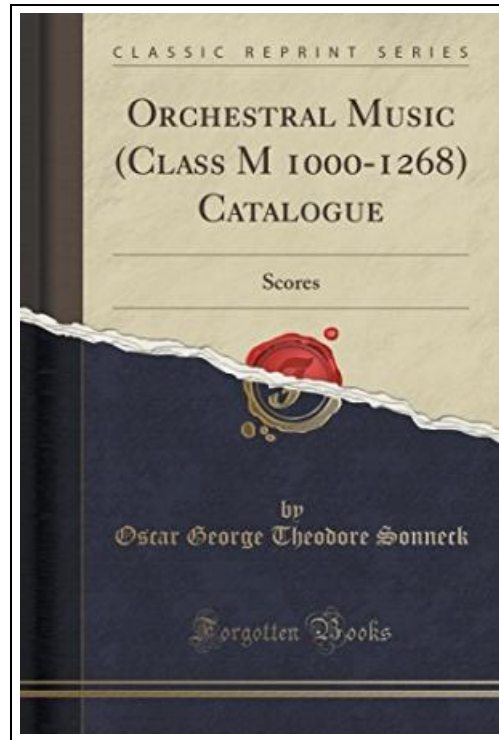 CLASSIC REPRINT SERIES
ORCHESTRAL MUSIC
(CLASS M 1000-1268)
CATALOGUE
Scores
by
Oscar George Theodore Sonneck
Forgotten Books